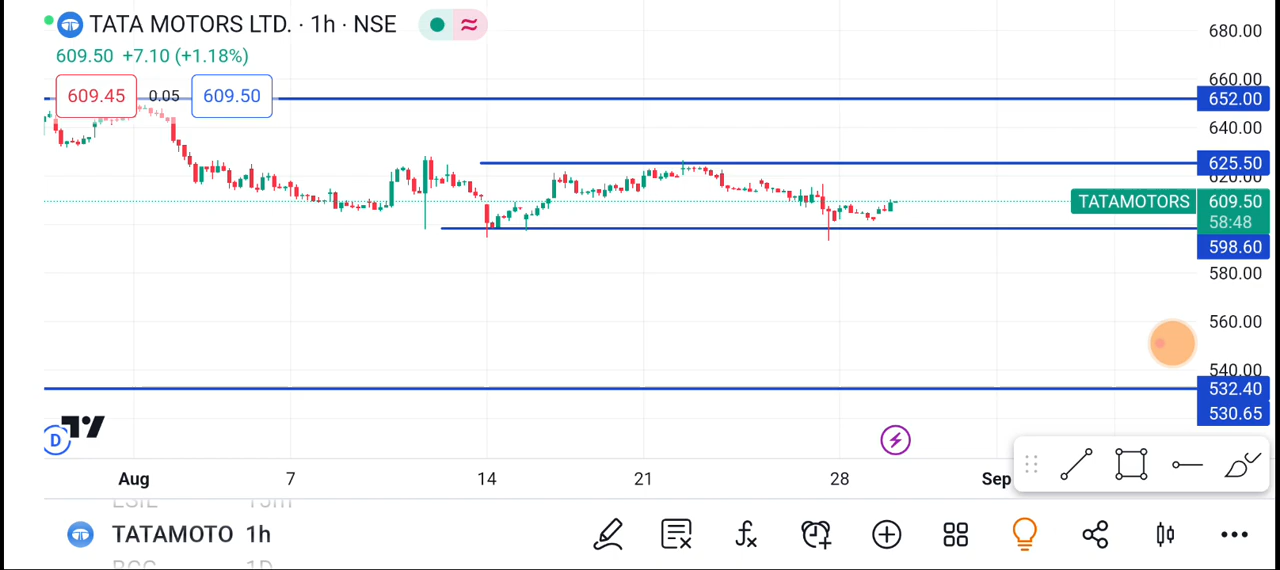 TATA MOTORS LTD. · 1h · NSE
609.50 +7.10 (+1.18%)
609.45 0.05 609.50
680.00
660.00
652.00
640.00
625.50
620.00
TATAMOTORS 609.50
58:48
598.60
580.00
560.00
540.00
532.40
530.65
D
Aug 7 14 21 28 Sep
TATAMOTO 1h